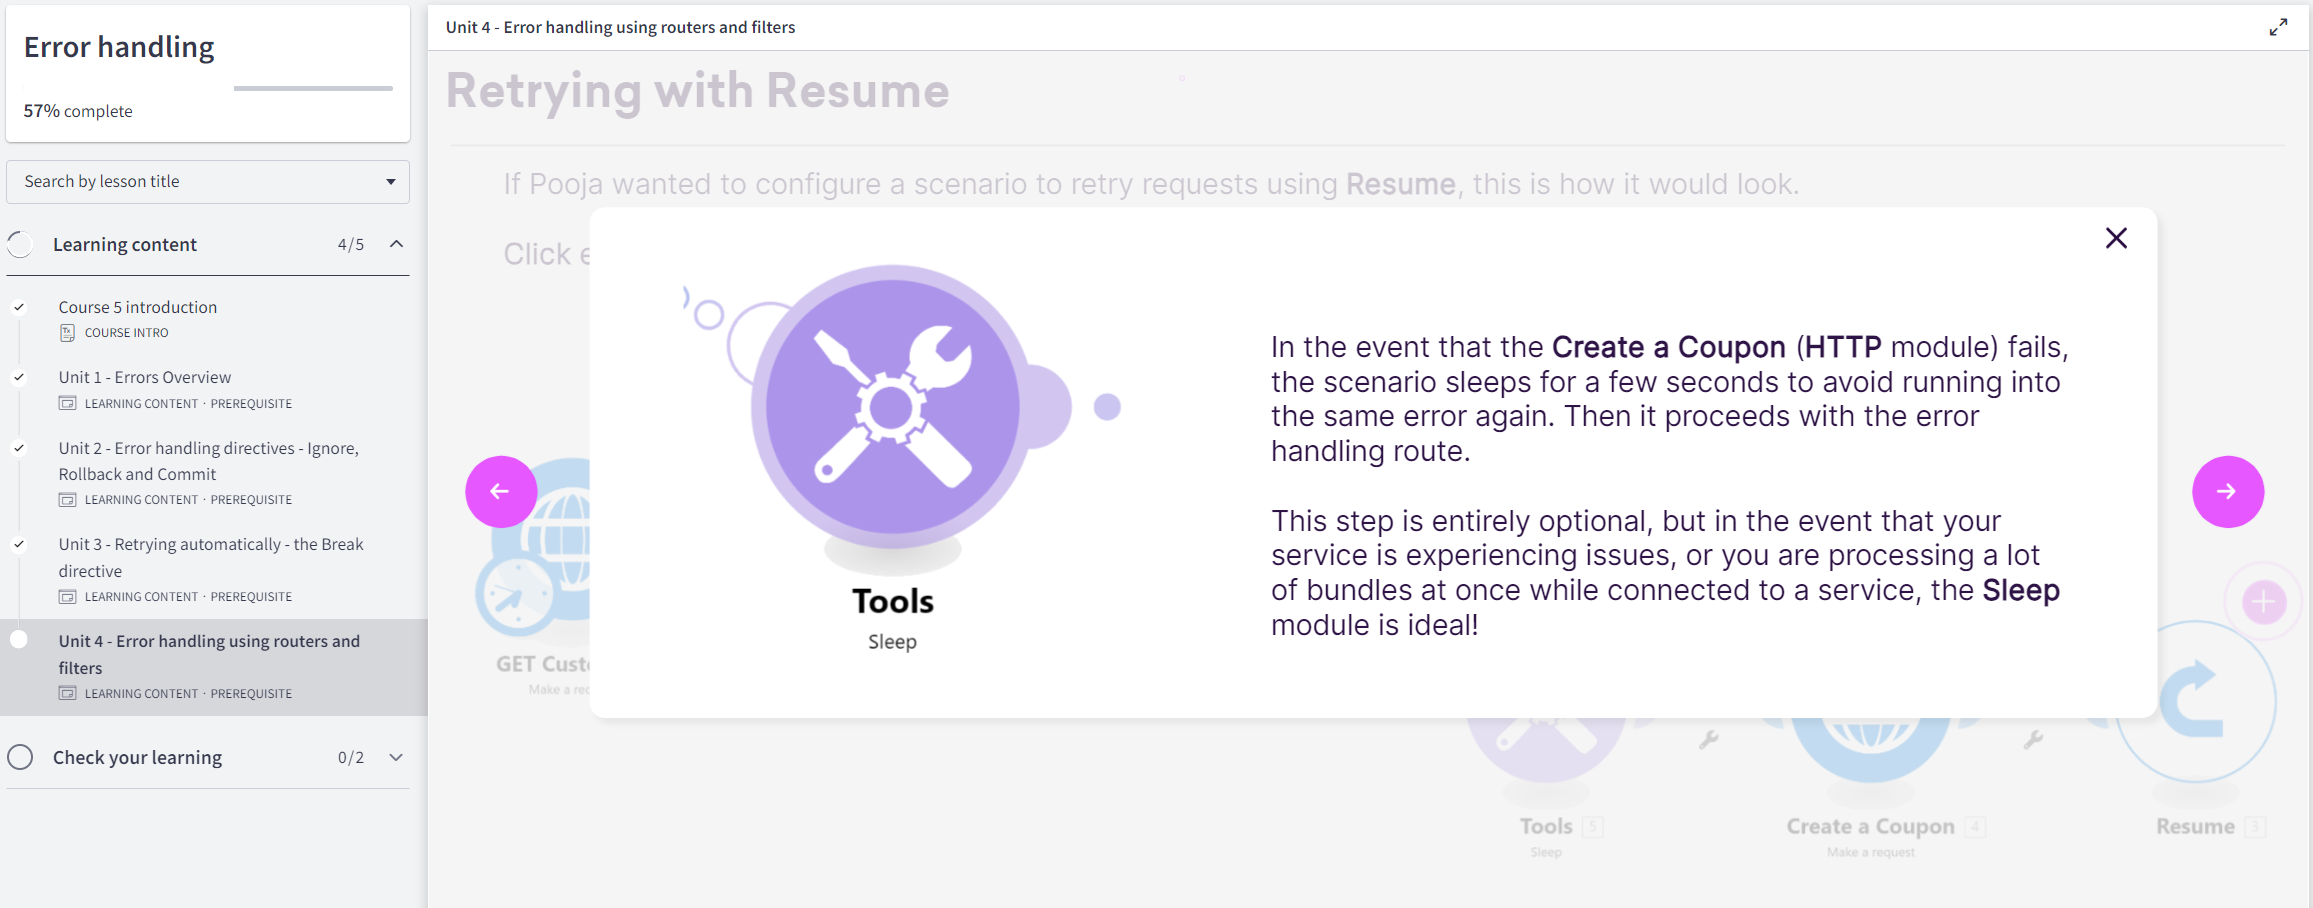 Error handling
57% complete
Search by lesson title
Learning content 4/5
Course 5 introduction
COURSE INTRO
Unit 1 - Errors Overview
LEARNING CONTENT · PREREQUISITE
Unit 2 - Error handling directives - Ignore,
Rollback and Commit
LEARNING CONTENT · PREREQUISITE
Unit 3 - Retrying automatically - the Break
directive
LEARNING CONTENT · PREREQUISITE
Unit 4 - Error handling using routers and
filters
LEARNING CONTENT · PREREQUISITE
Check your learning 0/2
Unit 4 - Error handling using routers and filters
Retrying with Resume
If Pooja wanted to configure a scenario to retry requests using Resume, this is how it would look.
Click
Tools
Sleep
In the event that the Create a Coupon (HTTP module) fails,
the scenario sleeps for a few seconds to avoid running into
the same error again. Then it proceeds with the error
handling route.
This step is entirely optional, but in the event that your
service is experiencing issues, or you are processing a lot
of bundles at once while connected to a service, the Sleep
module is ideal!
GET
Make a
Tools 5
Sleep
Create a Coupon 4
Make a request
Resume 3